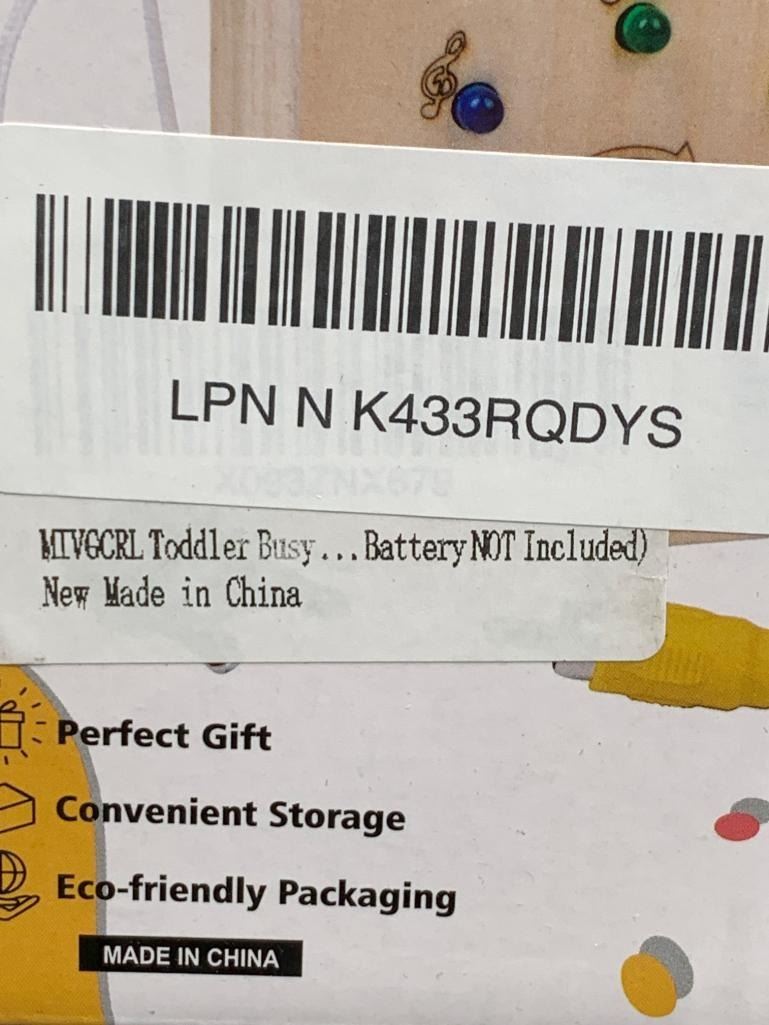 LPN N K433RQDYS
MIVGCRL Toddler Busy...Battery NOT Included)
New Made in China
Perfect Gift
Convenient Storage
Eco-friendly Packaging
MADE IN CHINA